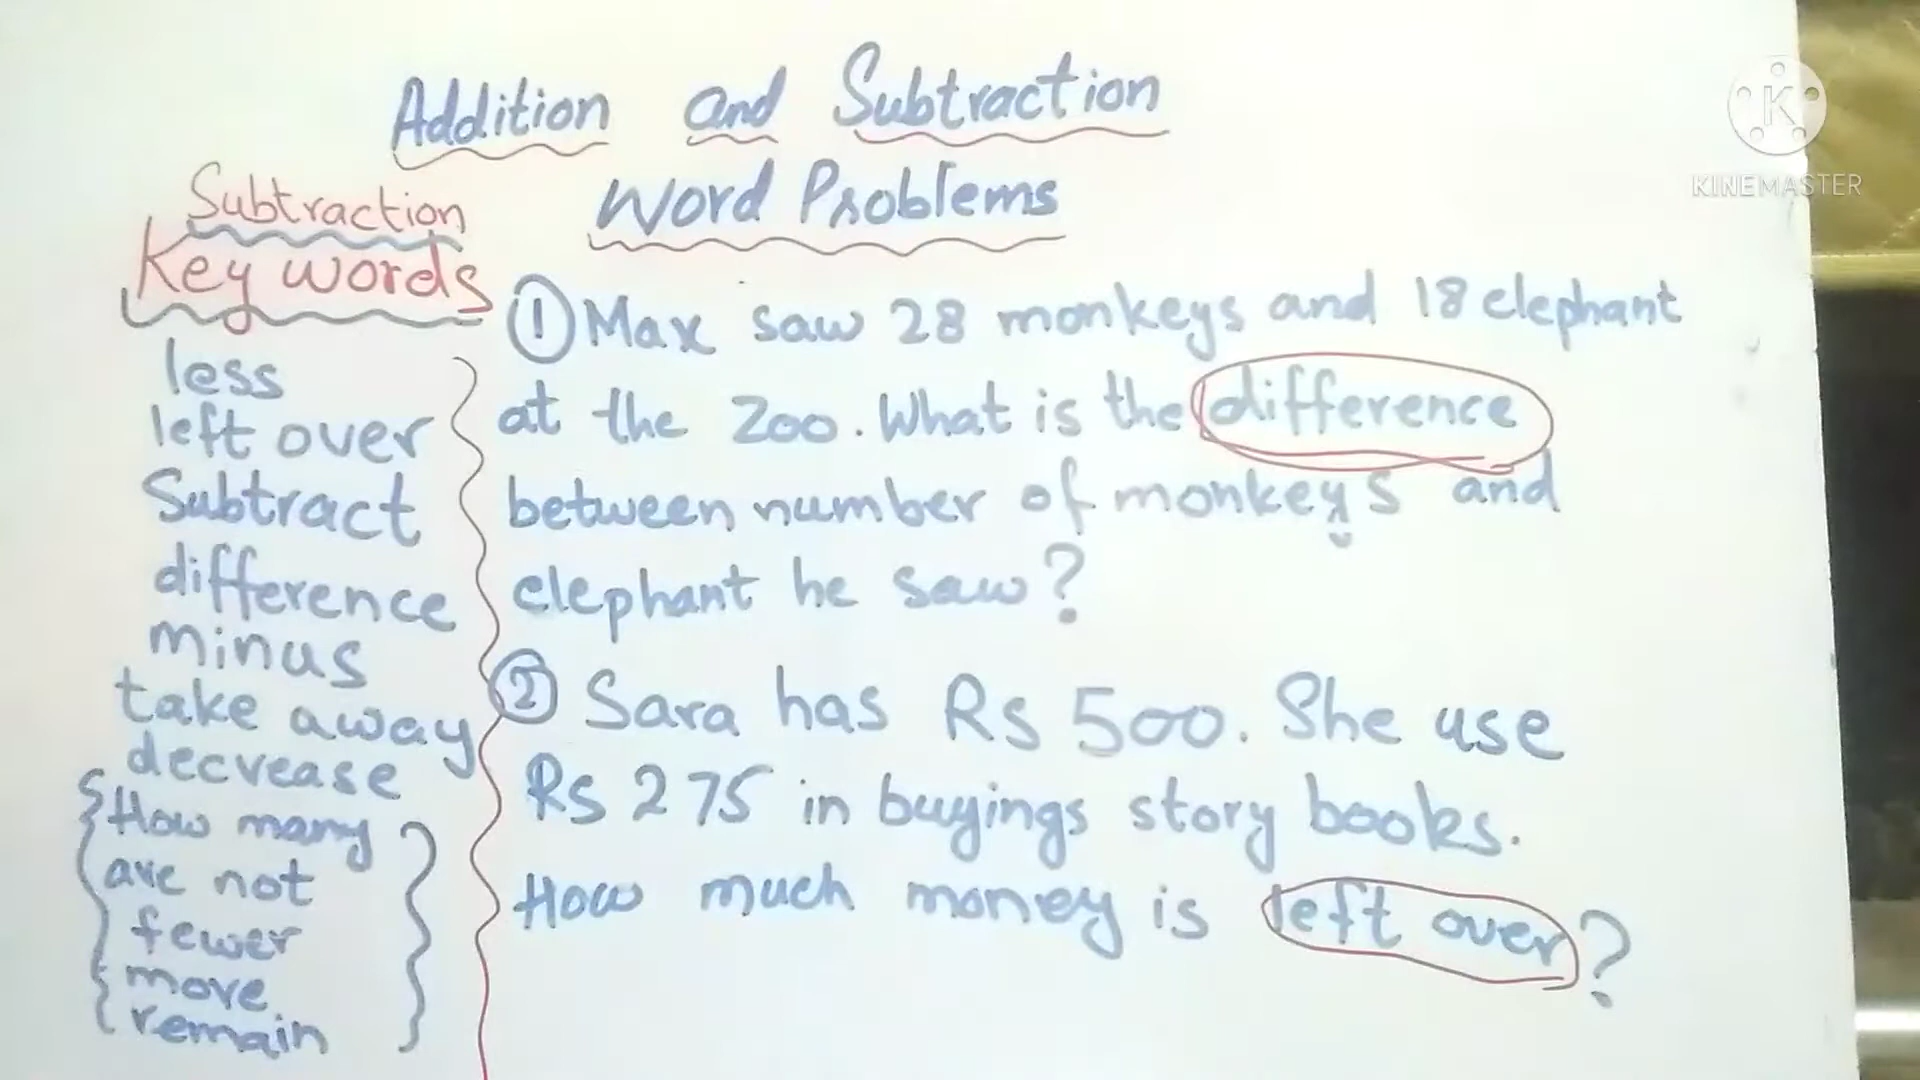 Addition and Subtraction
Word Problems
Subtraction
Key words
less
left over
Subtract
difference
minus
take away
decrease
How many
are not
fewer
more
remain
① Max saw 28 monkeys and 18 elephant
at the Zoo. What is the difference
between number of monkeys and
elephant he saw?
② Sara has Rs 500. She use
Rs 275 in buyings story books.
How much money is left over?
K
KINEMASTER